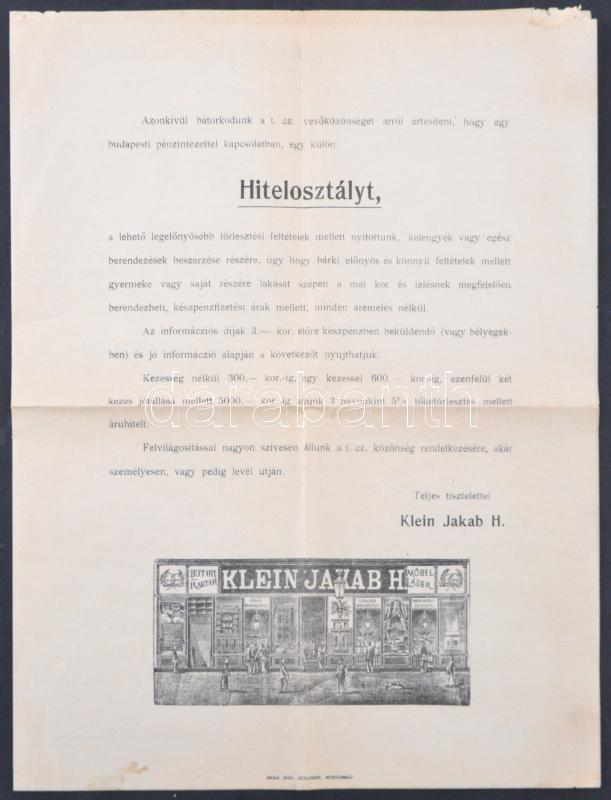 Azonkivül bátorkodunk a t. cz. vevőközönséget arról értesiteni, hogy egy
budapesti pénzintézettel kapcsolatban, egy külön
Hitelosztályt,
a lehető legelőnyösebb törlesztési feltételek mellett nyitottunk, kelengyék vagy egész
berendezések beszerzése részére, úgy hogy bárki előnyös és könnyü feltételek mellett
gyermeke vagy saját részére lakását szépen a mai kor és izlésnek megfelelően
berendezheti, készpénzfizetési árak mellett, minden áremelés nélkül.
Az információs dijak 3.— kor. előre készpénzben beküldendő (vagy bélyegek-
ben) és jó információ alapján a következőt nyujthatjuk.
Kezesség nélkül 300.— kor.-ig, egy kezessel 600.— kor-ig, ezenfelül két
kezes jótállása mellett 5000.— kor.-ig adunk 3 havonkint 5% tőketörlesztés mellett
áruhitelt.
Felvilágositással nagyon szivesen állunk a t. cz. közönség rendelkezésére, akár
személyesen, vagy pedig levél utján.
Teljes tisztelettel
Klein Jakab H.
BUTOR RAKTÁR
KLEIN JAKAB H
MÖBEL LAGER
darabanth